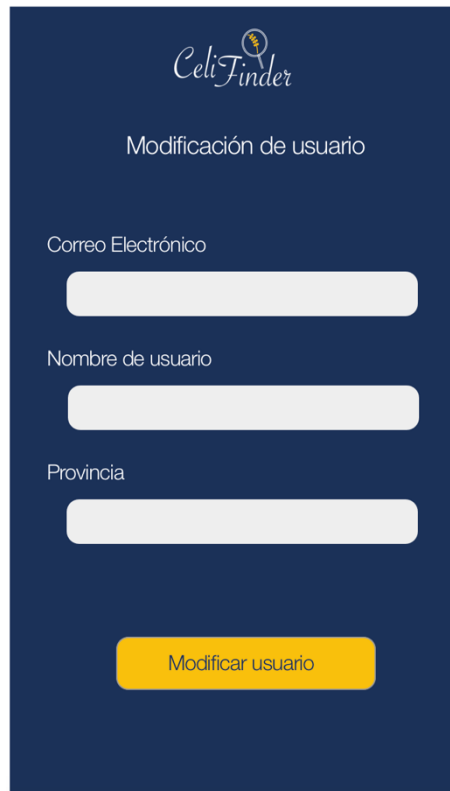 CeliFinder
Modificación de usuario
Correo Electrónico
Nombre de usuario
Provincia
Modificar usuario